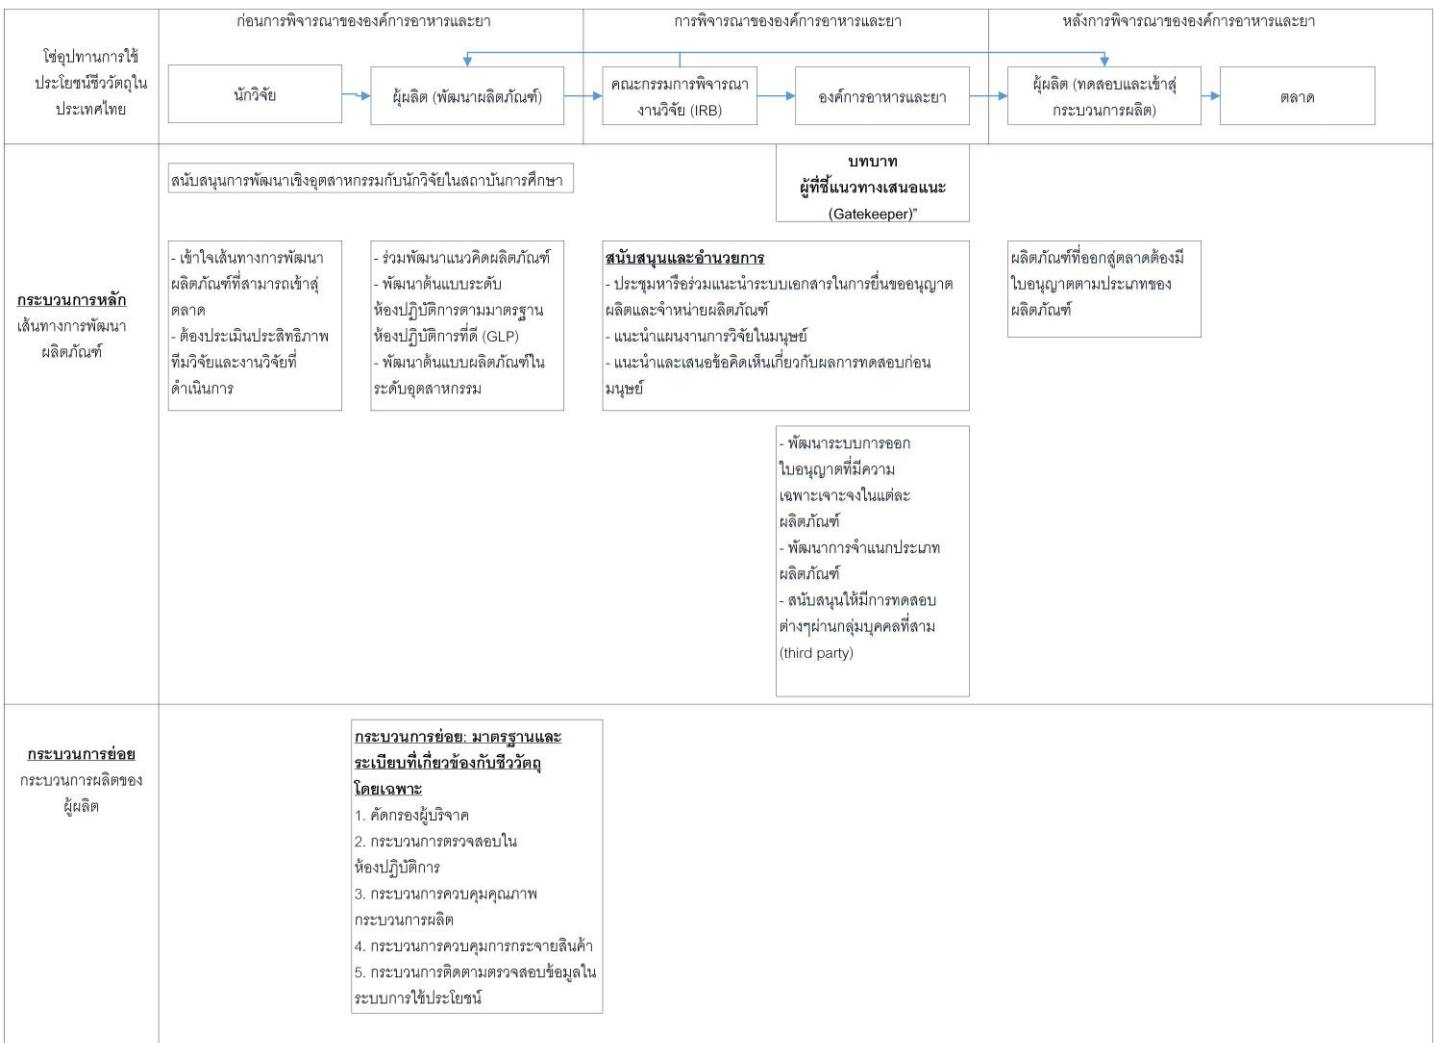 ก่อนการพิจารณาขององค์การอาหารและยา
การพิจารณาขององค์การอาหารและยา
หลังการพิจารณาขององค์การอาหารและยา
โซ่อุปทานการใช้
ประโยชน์ชีววัตถุใน
ประเทศไทย
นักวิจัย
ผู้ผลิต (พัฒนาผลิตภัณฑ์)
คณะกรรมการพิจารณา
งานวิจัย (IRB)
องค์การอาหารและยา
ผู้ผลิต (ทดสอบและเข้าสู่
กระบวนการผลิต)
ตลาด
กระบวนการหลัก
เส้นทางการพัฒนา
ผลิตภัณฑ์
สนับสนุนการพัฒนาเชิงอุตสาหกรรมกับนักวิจัยในสถาบันการศึกษา
บทบาท
ผู้ที่ชี้แนวทางเสนอแนะ
(Gatekeeper)”
- เข้าใจเส้นทางการพัฒนา
ผลิตภัณฑ์ที่สามารถเข้าสู่
ตลาด
- ต้องประเมินประสิทธิภาพ
ทีมวิจัยและงานวิจัยที่
ดำเนินการ
- ร่วมพัฒนาแนวคิดผลิตภัณฑ์
- พัฒนาต้นแบบระดับ
ห้องปฏิบัติการตามมาตรฐาน
ห้องปฏิบัติการที่ดี (GLP)
- พัฒนาต้นแบบผลิตภัณฑ์ใน
ระดับอุตสาหกรรม
สนับสนุนและอำนวยการ
- ประชุมหารือร่วมแนะนำระบบเอกสารในการยื่นขออนุญาต
ผลิตและจำหน่ายผลิตภัณฑ์
- แนะนำแผนงานการวิจัยในมนุษย์
- แนะนำและเสนอข้อคิดเห็นเกี่ยวกับผลการทดสอบก่อน
มนุษย์
ผลิตภัณฑ์ที่ออกสู่ตลาดต้องมี
ใบอนุญาตตามประเภทของ
ผลิตภัณฑ์
- พัฒนาระบบการออก
ใบอนุญาตที่มีความ
เฉพาะเจาะจงในแต่ละ
ผลิตภัณฑ์
- พัฒนาการจำแนกประเภท
ผลิตภัณฑ์
- สนับสนุนให้มีการทดสอบ
ต่างๆผ่านกลุ่มบุคคลที่สาม
(third party)
กระบวนการย่อย
กระบวนการผลิตของ
ผู้ผลิต
กระบวนการย่อย: มาตรฐานและ
ระเบียบที่เกี่ยวข้องกับชีววัตถุ
โดยเฉพาะ
1. คัดกรองผู้บริจาค
2. กระบวนการตรวจสอบใน
ห้องปฏิบัติการ
3. กระบวนการควบคุมคุณภาพ
กระบวนการผลิต
4. กระบวนการควบคุมการกระจายสินค้า
5. กระบวนการติดตามตรวจสอบข้อมูลใน
ระบบการใช้ประโยชน์